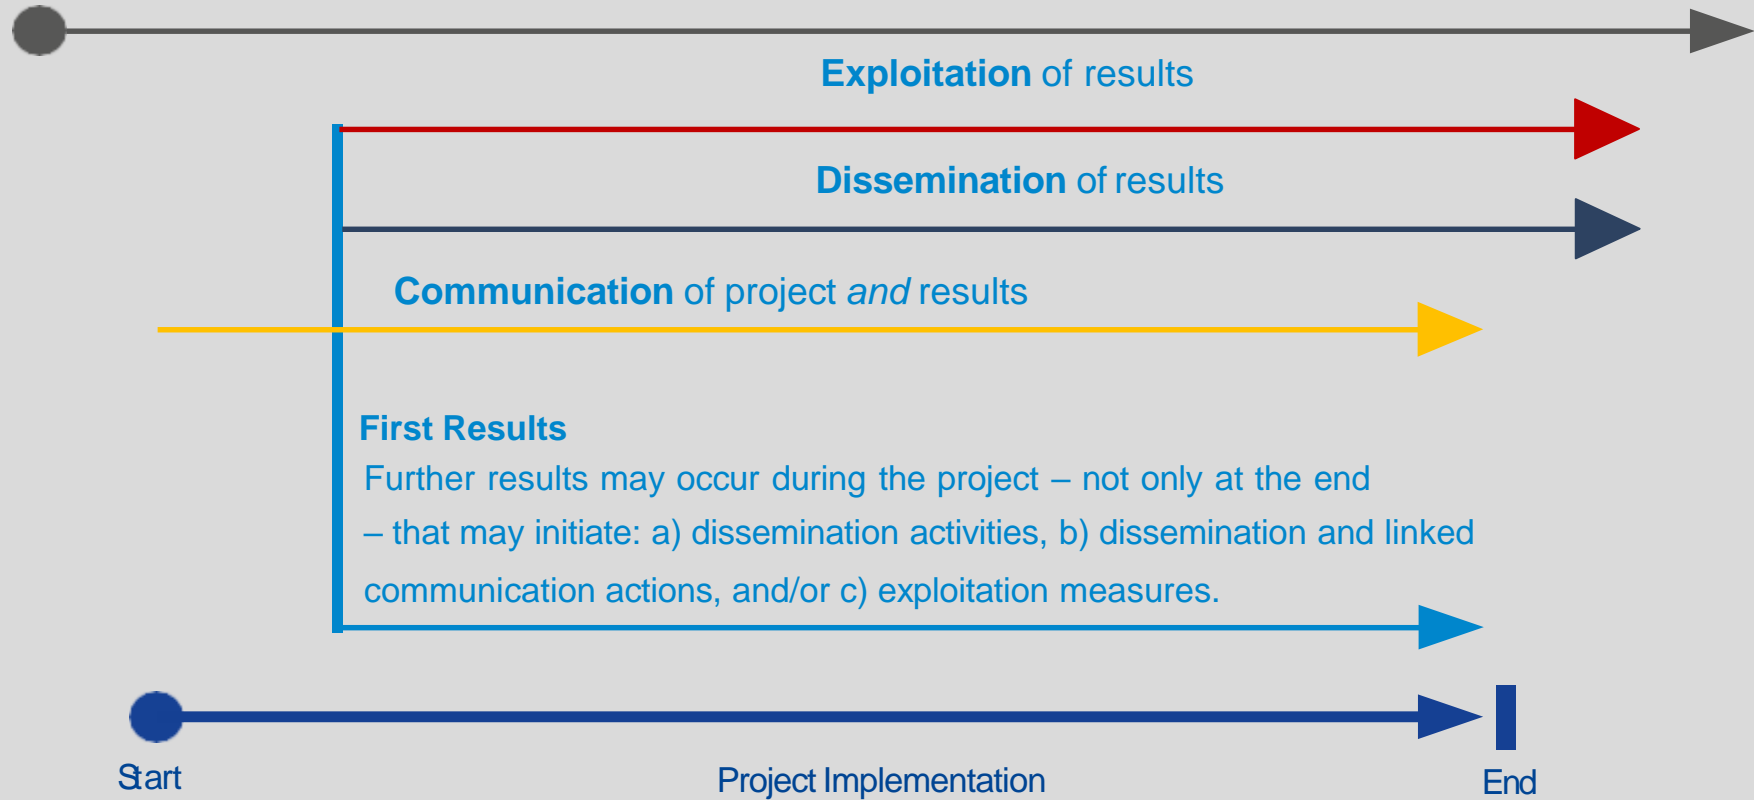 Exploitation of results
Dissemination of results
Communication of project and results
First Results
Further results may occur during the project – not only at the end
– that may initiate: a) dissemination activities, b) dissemination and linked
communication actions, and/or c) exploitation measures.
Start
Project Implementation
End